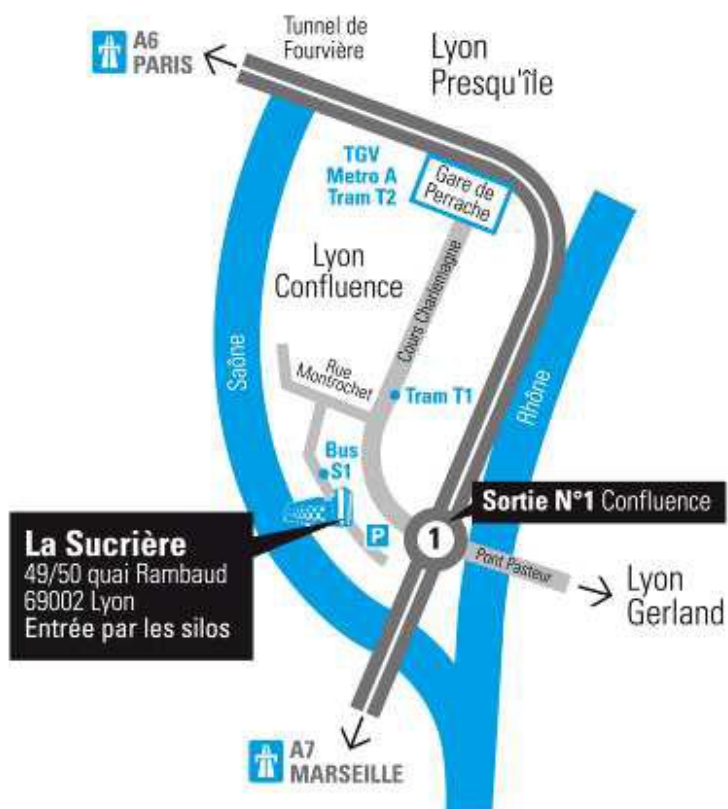 A6
PARIS
Tunnel de
Fourvière
Lyon
Presqu'île
TGV
Metro A
Tram T2
Gare de
Perrache
Lyon
Confluence
Cours Charlemagne
Saône
Rue
Montrochet
Tram T1
Rhône
Bus
S1
Sortie N°1 Confluence
La Sucrière
49/50 quai Rambaud
69002 Lyon
Entrée par les silos
P
1
Pont Pasteur
Lyon
Gerland
A7
MARSEILLE